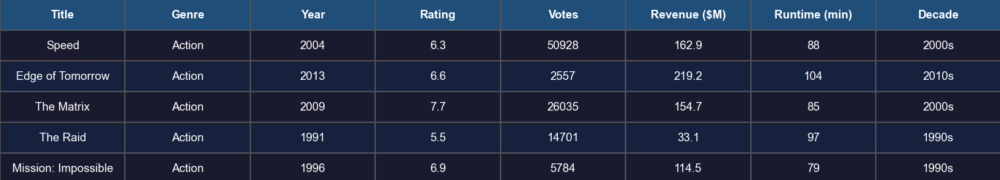 Title Genre Year Rating Votes Revenue ($M) Runtime (min) Decade
Speed Action 2004 6.3 50928 162.9 88 2000s
Edge of Tomorrow Action 2013 6.6 2557 219.2 104 2010s
The Matrix Action 2009 7.7 26035 154.7 85 2000s
The Raid Action 1991 5.5 14701 33.1 97 1990s
Mission: Impossible Action 1996 6.9 5784 114.5 79 1990s